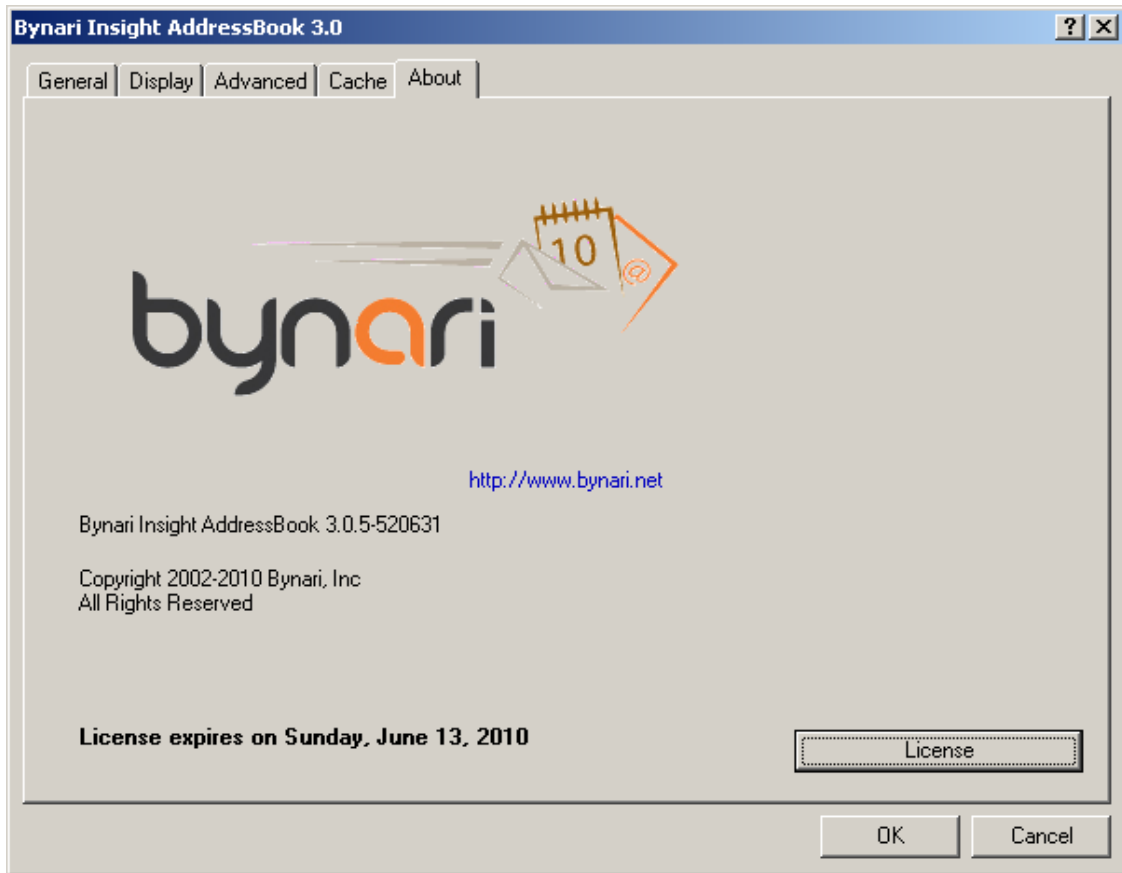 Bynari Insight AddressBook 3.0
General Display Advanced Cache About
10
@
bynari
http://www.bynari.net
Bynari Insight AddressBook 3.0.5-520631
Copyright 2002-2010 Bynari, Inc
All Rights Reserved
License expires on Sunday, June 13, 2010
License
OK Cancel